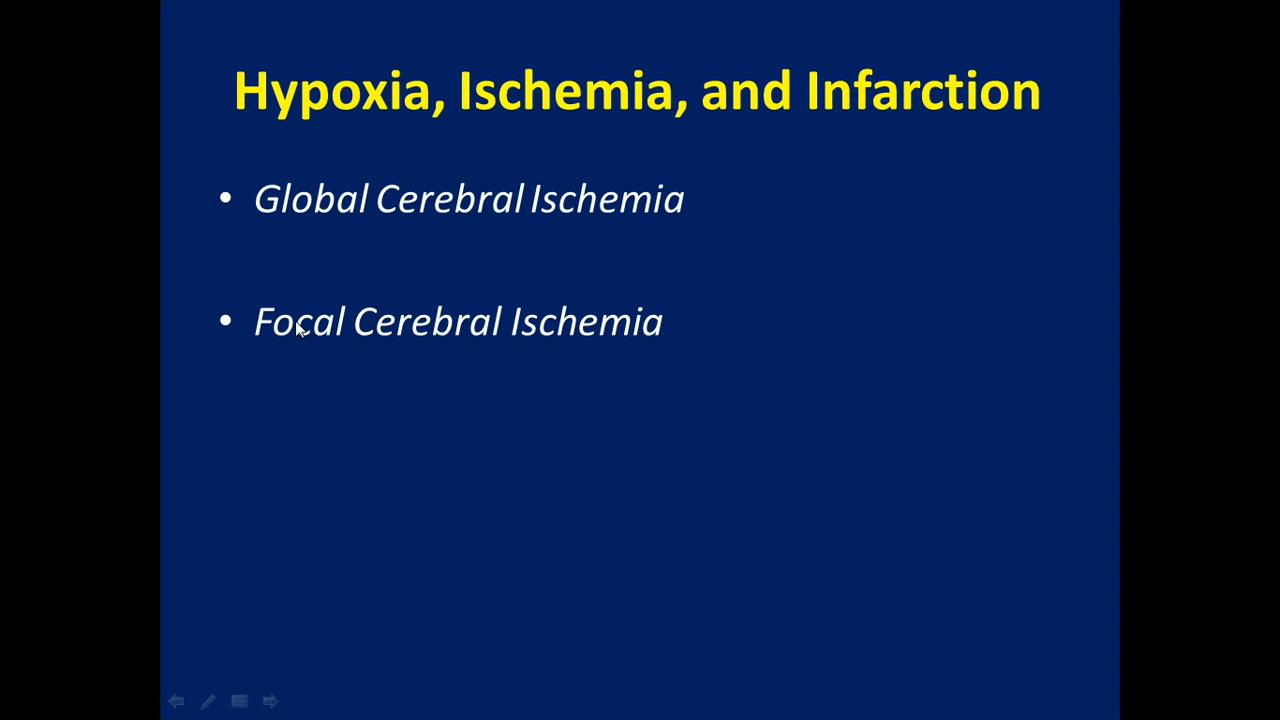 Hypoxia, Ischemia, and Infarction
• Global Cerebral Ischemia
• Focal Cerebral Ischemia